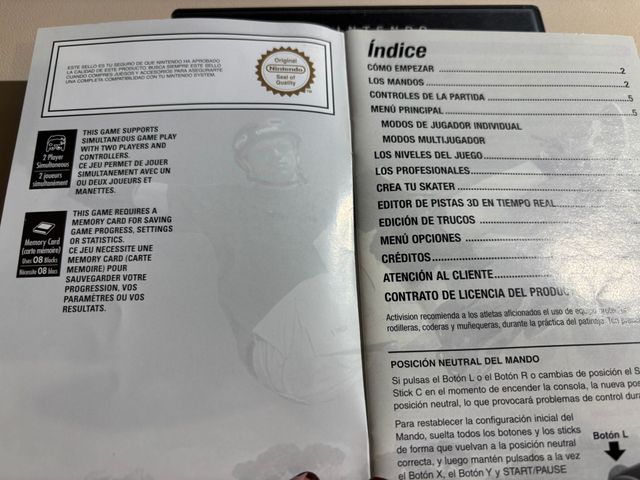 NINTENDO
ESTE SELLO ES TU SEGURO DE QUE NINTENDO HA APROBADO
LA CALIDAD DE ESTE PRODUCTO. BUSCA SIEMPRE ESTE SELLO
CUANDO COMPRES JUEGOS Y ACCESORIOS PARA ASEGURARTE
UNA COMPLETA COMPATIBILIDAD CON TU NINTENDO SYSTEM.
Original
Nintendo
Seal of
Quality
TM
2 Player
Simultaneous
2 joueurs
simultanément
THIS GAME SUPPORTS
SIMULTANEOUS GAME PLAY
WITH TWO PLAYERS AND
CONTROLLERS.
CE JEU PERMET DE JOUER
SIMULTANÉMENT AVEC UN
OU DEUX JOUEURS ET
MANETTES.
Memory Card
(carte mémoire)
Uses 08 Blocks
Nécessite 08 blocs
THIS GAME REQUIRES A
MEMORY CARD FOR SAVING
GAME PROGRESS, SETTINGS
OR STATISTICS.
CE JEU NECESSITE UNE
MEMORY CARD (CARTE
MEMOIRE) POUR
SAUVEGARDER VOTRE
PROGRESSION, VOS
PARAMÈTRES OU VOS
RESULTATS.
Índice
CÓMO EMPEZAR 2
LOS MANDOS 2
CONTROLES DE LA PARTIDA 5
MENÚ PRINCIPAL 5
MODOS DE JUGADOR INDIVIDUAL
MODOS MULTIJUGADOR
LOS NIVELES DEL JUEGO
LOS PROFESIONALES
CREA TU SKATER
EDITOR DE PISTAS 3D EN TIEMPO REAL
EDICIÓN DE TRUCOS
MENÚ OPCIONES
CRÉDITOS
ATENCIÓN AL CLIENTE
CONTRATO DE LICENCIA DEL PRODUC
Activision recomienda a los atletas aficionados el uso de equipo
rodilleras, coderas y muñequeras, durante la práctica del patinaje.
POSICIÓN NEUTRAL DEL MANDO
Si pulsas el Botón L o el Botón R o cambias de posición el S
Stick C en el momento de encender la consola, la nueva pos
posición neutral, lo que provocará problemas de control dura
Para restablecer la configuración inicial del
Mando, suelta todos los botones y los sticks
de forma que vuelvan a la posición neutral
correcta, y luego mantén pulsados a la vez
el Botón X, el Botón Y y START/PAUSE
Botón L